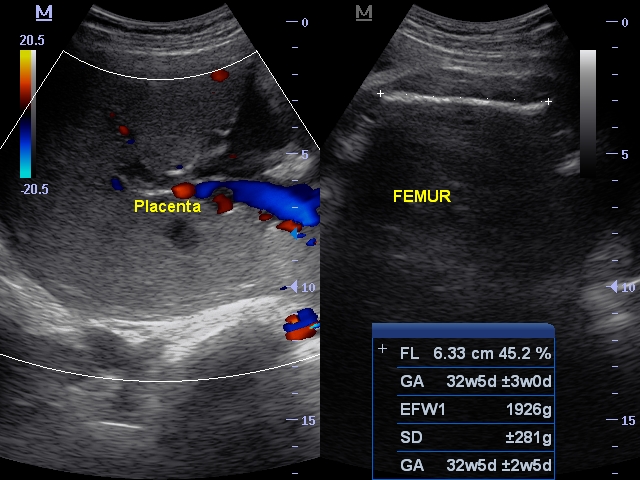 M
20.5
-20.5
Placenta
0
5
10
15
M
0
5
10
15
FEMUR
+ FL 6.33 cm 45.2 %
GA 32w5d ±3w0d
EFW1 1926g
SD ±281g
GA 32w5d ±2w5d